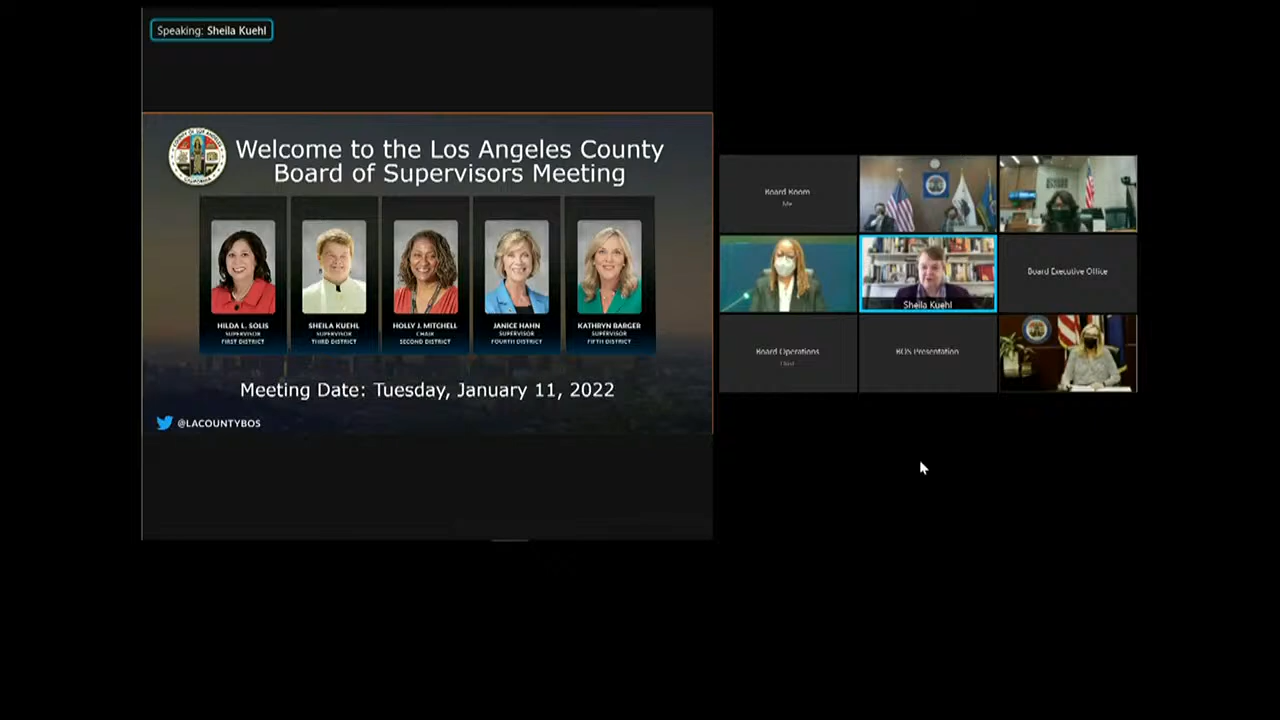 Speaking: Sheila Kuehl
Welcome to the Los Angeles County
Board of Supervisors Meeting
HILDA L. SOLIS
SUPERVISOR
FIRST DISTRICT
SHEILA KUEHL
SUPERVISOR
THIRD DISTRICT
HOLLY J. MITCHELL
CHAIR
SECOND DISTRICT
JANICE HAHN
SUPERVISOR
FOURTH DISTRICT
KATHRYN BARGER
SUPERVISOR
FIFTH DISTRICT
Meeting Date: Tuesday, January 11, 2022
@LACOUNTYBOS
Board Room
Me
Sheila Kuehl
Board Executive Office
Board Operations
BOS Presentation